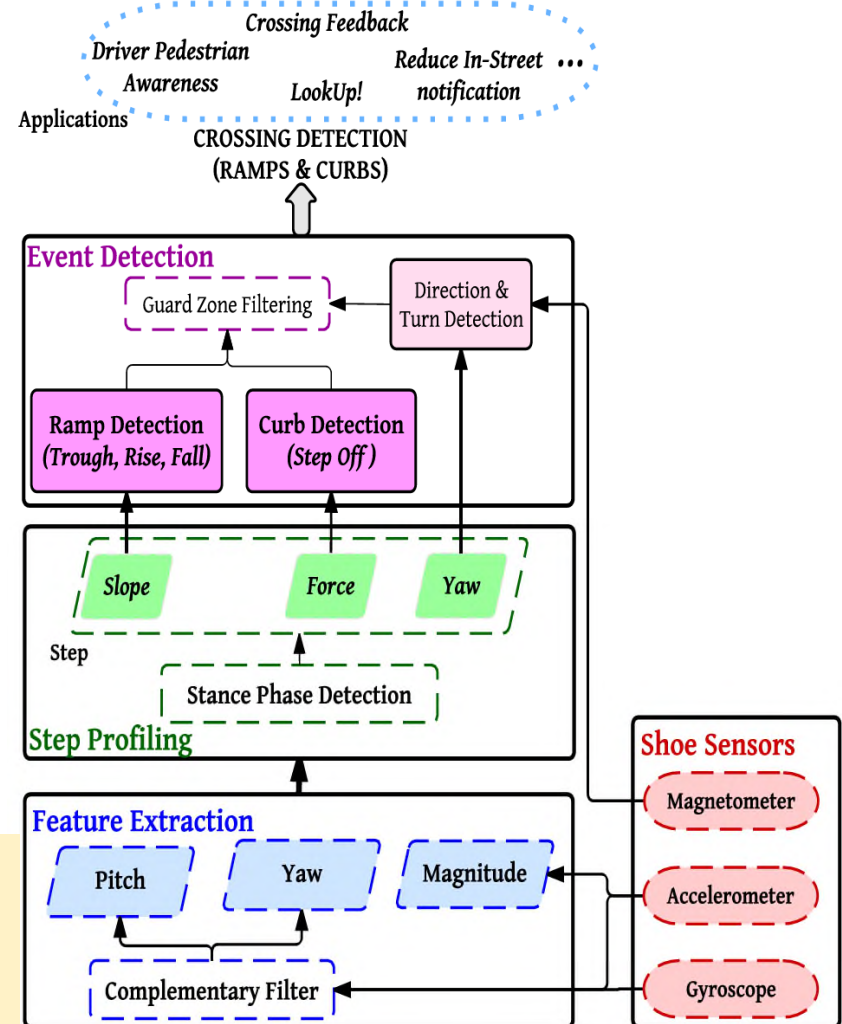 Crossing Feedback
Driver Pedestrian
Awareness
LookUp!
Reduce In-Street ...
notification
Applications
CROSSING DETECTION
(RAMPS & CURBS)
Event Detection
Guard Zone Filtering
Direction &
Turn Detection
Ramp Detection
(Trough, Rise, Fall)
Curb Detection
(Step Off )
Slope
Force
Yaw
Step
Stance Phase Detection
Step Profiling
Shoe Sensors
Magnetometer
Accelerometer
Gyroscope
Feature Extraction
Pitch
Yaw
Magnitude
Complementary Filter